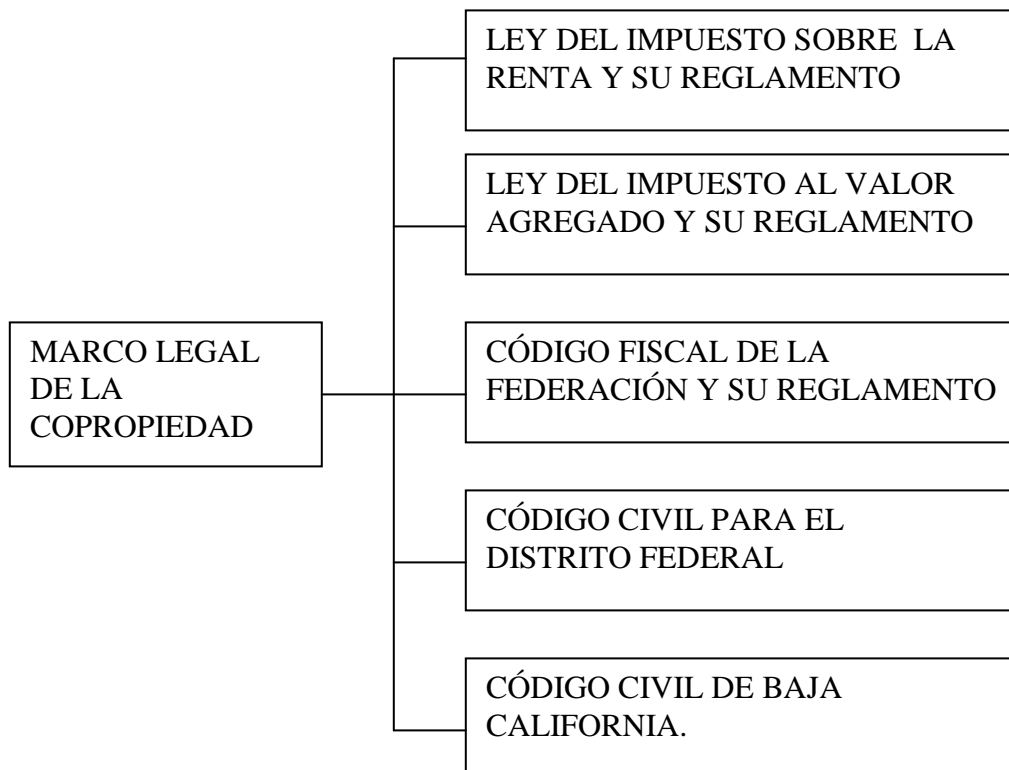 LEY DEL IMPUESTO SOBRE LA
RENTA Y SU REGLAMENTO
LEY DEL IMPUESTO AL VALOR
AGREGADO Y SU REGLAMENTO
MARCO LEGAL
DE LA
COPROPIEDAD
CÓDIGO FISCAL DE LA
FEDERACIÓN Y SU REGLAMENTO
CÓDIGO CIVIL PARA EL
DISTRITO FEDERAL
CÓDIGO CIVIL DE BAJA
CALIFORNIA.